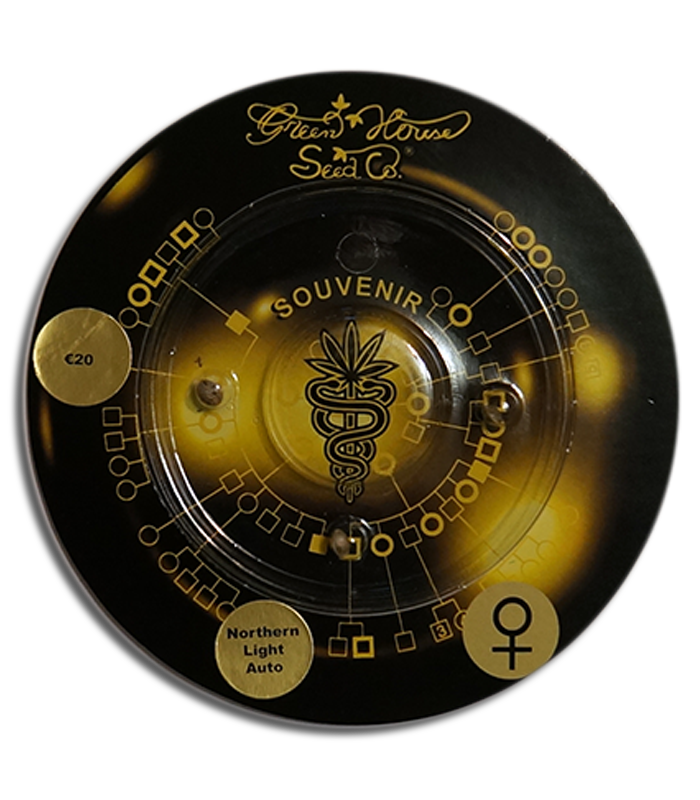 Green House
Seed Co.®
SOUVENIR
€20
Northern
Light
Auto
3